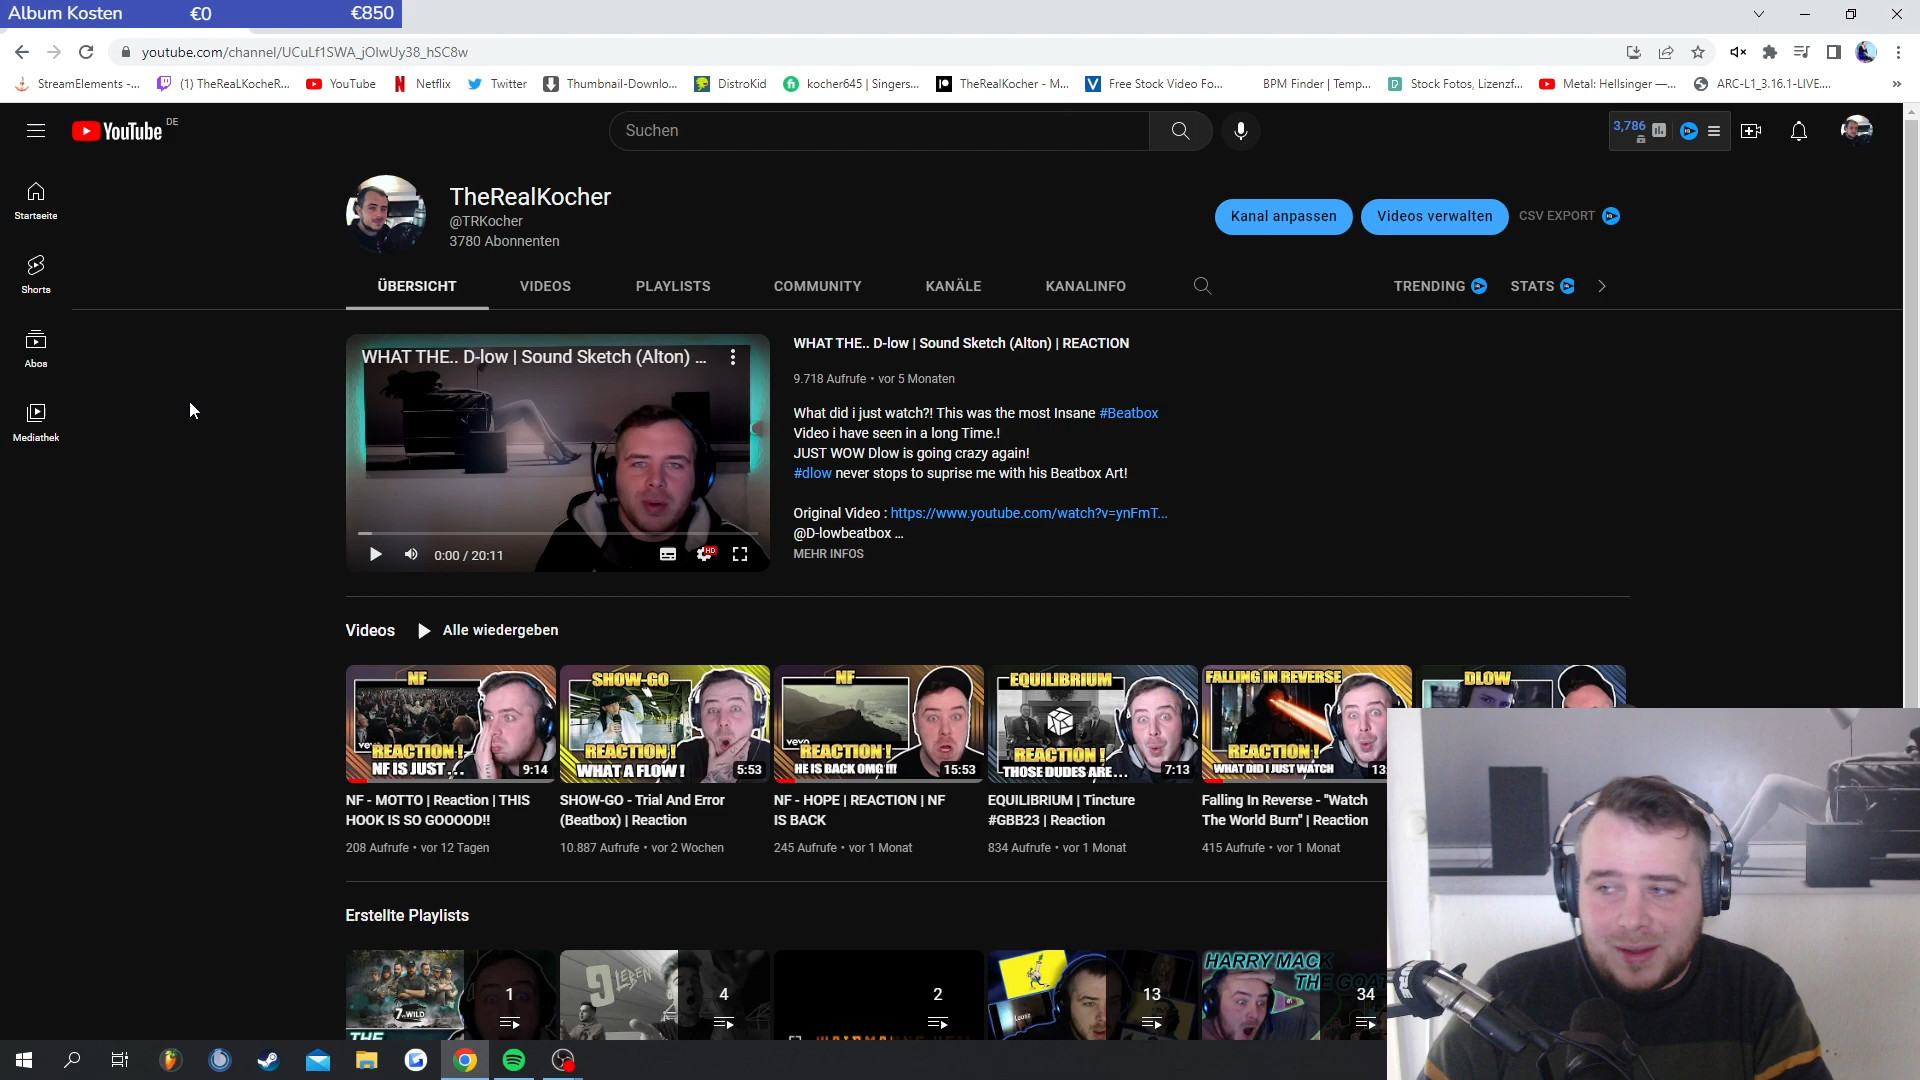 Album Kosten €0 €850
youtube.com/channel/UCuLf1SWA_jOlwUy38_hSC8w
StreamElements -... (1) TheReaLKocheR... YouTube Netflix Twitter Thumbnail-Downlo... DistroKid kocher645 | Singers... TheRealKocher - M... Free Stock Video Fo... BPM Finder | Temp... Stock Fotos, Lizenzf... Metal: Hellsinger —... ARC-L1_3.16.1-LIVE.... »
YouTube DE
Suchen
3,786
Startseite
Shorts
Abos
Mediathek
TheRealKocher
@TRKocher
3780 Abonnenten
Kanal anpassen
Videos verwalten
CSV EXPORT
ÜBERSICHT VIDEOS PLAYLISTS COMMUNITY KANÄLE KANALINFO TRENDING STATS
WHAT THE.. D-low | Sound Sketch (Alton) ...
0:00 / 20:11
HD
WHAT THE.. D-low | Sound Sketch (Alton) | REACTION
9.718 Aufrufe • vor 5 Monaten
What did i just watch?! This was the most Insane #Beatbox
Video i have seen in a long Time.!
JUST WOW Dlow is going crazy again!
#dlow never stops to suprise me with his Beatbox Art!
Original Video : https://www.youtube.com/watch?v=ynFmT...
@D-lowbeatbox ...
MEHR INFOS
Videos Alle wiedergeben
NF
REACTION !
NF IS JUST ...
9:14
SHOW-GO
REACTION !
WHAT A FLOW !
5:53
NF
vevo
REACTION !
HE IS BACK OMG !!!
15:53
EQUILIBRIUM
REACTION !
THOSE DUDES ARE...
7:13
FALLING IN REVERSE
REACTION !
WHAT DID I JUST WATCH
13:
DLOW
NF - MOTTO | Reaction | THIS
HOOK IS SO GOOOOD!!
208 Aufrufe • vor 12 Tagen
SHOW-GO - Trial And Error
(Beatbox) | Reaction
10.887 Aufrufe • vor 2 Wochen
NF - HOPE | REACTION | NF
IS BACK
245 Aufrufe • vor 1 Monat
EQUILIBRIUM | Tincture
#GBB23 | Reaction
834 Aufrufe • vor 1 Monat
Falling In Reverse - "Watch
The World Burn" | Reaction
415 Aufrufe • vor 1 Monat
Erstellte Playlists
7 vs. WILD
THE
1
9 LEBEN
4
2
13
HARRY MACK
THE GOAT
34